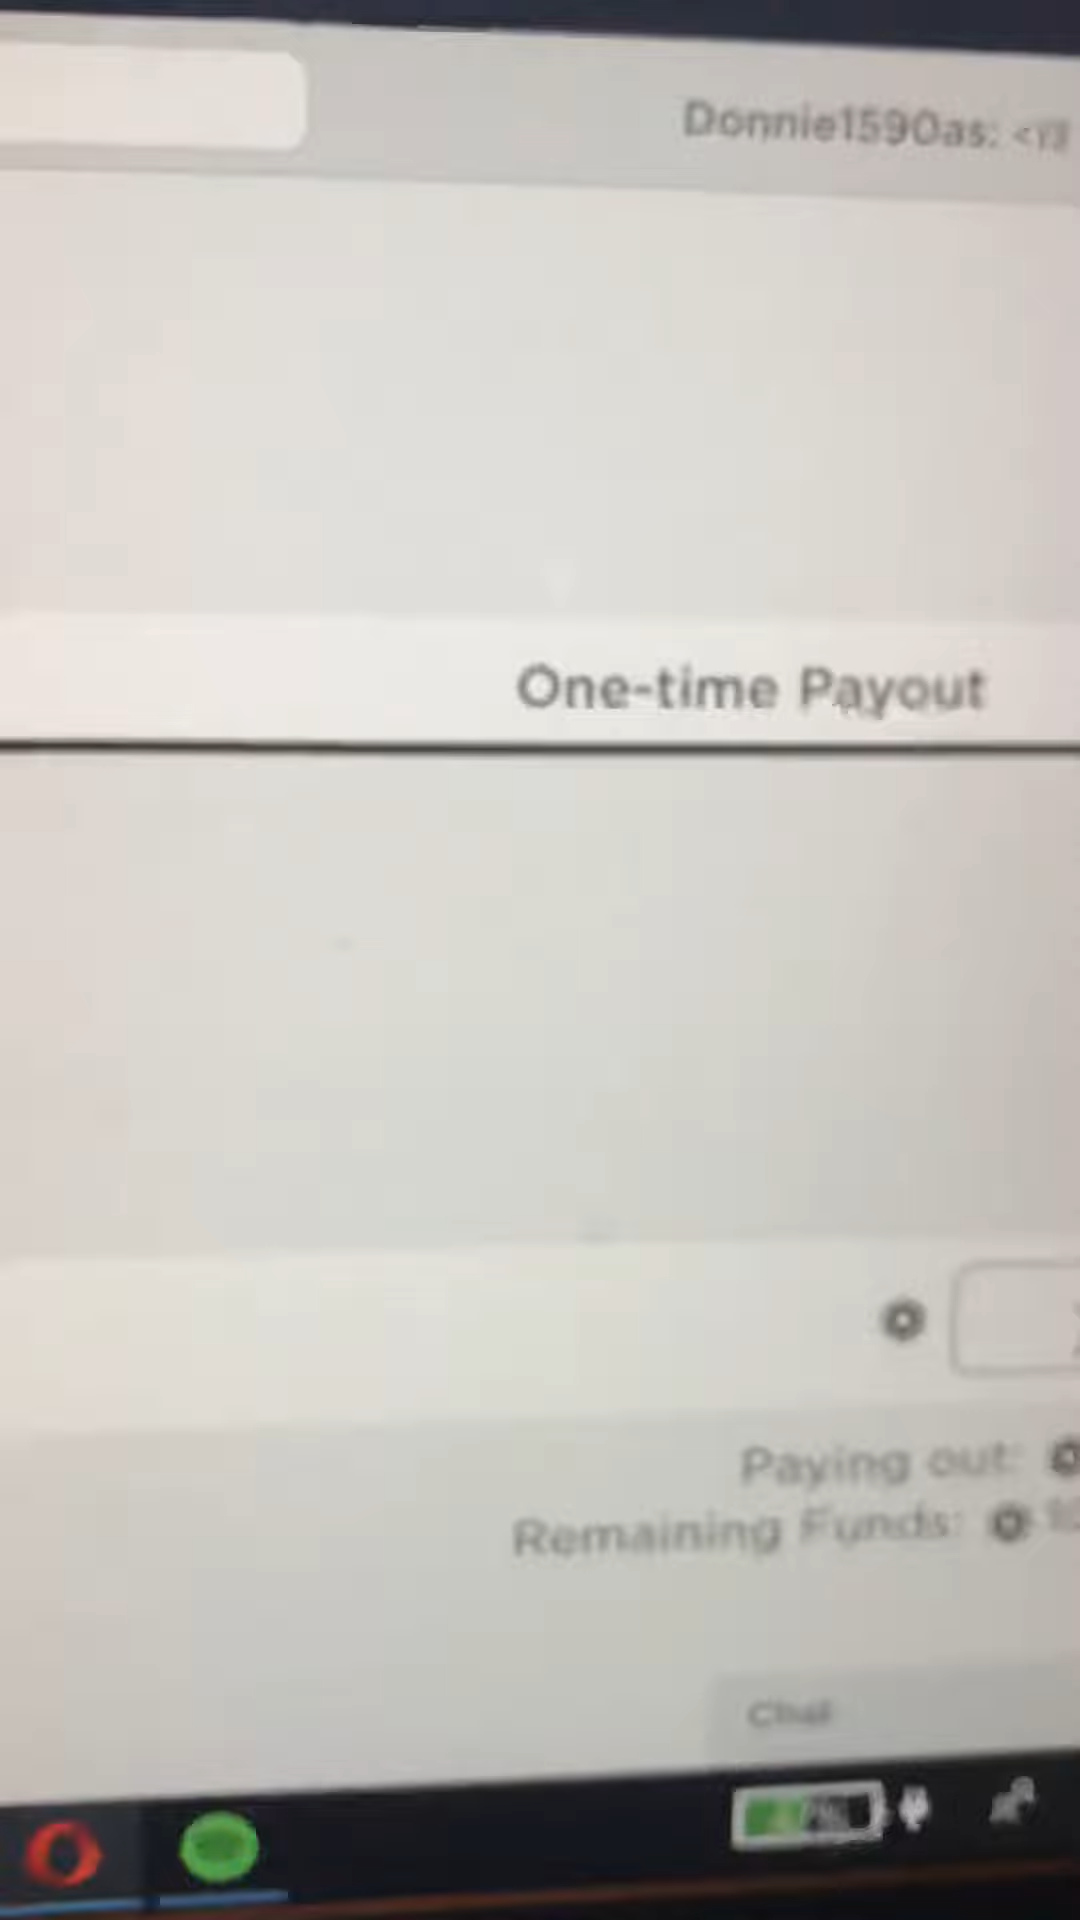 Donnie1590as:
One-time Payout
Paying out:
Remaining Funds:
Chat